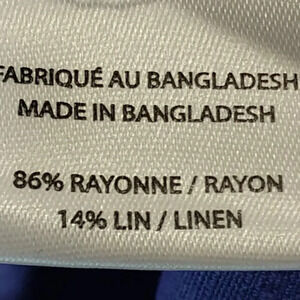 FABRIQUÉ AU BANGLADESH
MADE IN BANGLADESH
86% RAYONNE / RAYON
14% LIN / LINEN